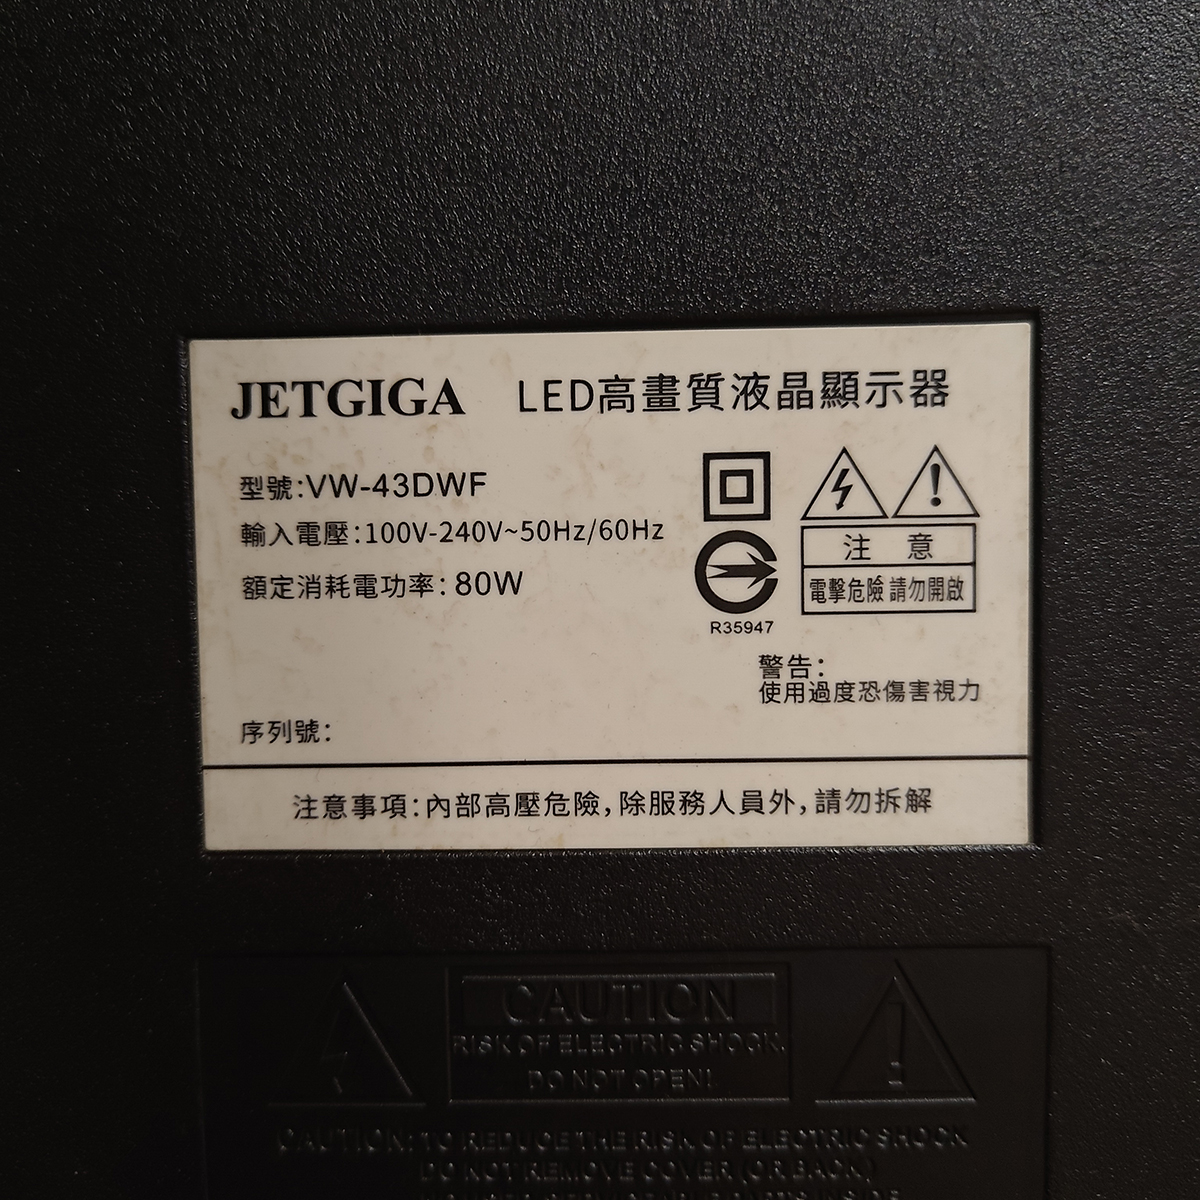 JETGIGA LED高畫質液晶顯示器
型號:VW-43DWF
輸入電壓:100V-240V~50Hz/60Hz
額定消耗電功率: 80W
R35947
注 意
電擊危險 請勿開啟
警告:
使用過度恐傷害視力
序列號:
注意事項:內部高壓危險,除服務人員外,請勿拆解
CAUTION
RISK OF ELECTRIC SHOCK.
DO NOT OPEN!
CAUTION: TO REDUCE THE RISK OF ELECTRIC SHOCK
DO NOT REMOVE COVER (OR BACK)